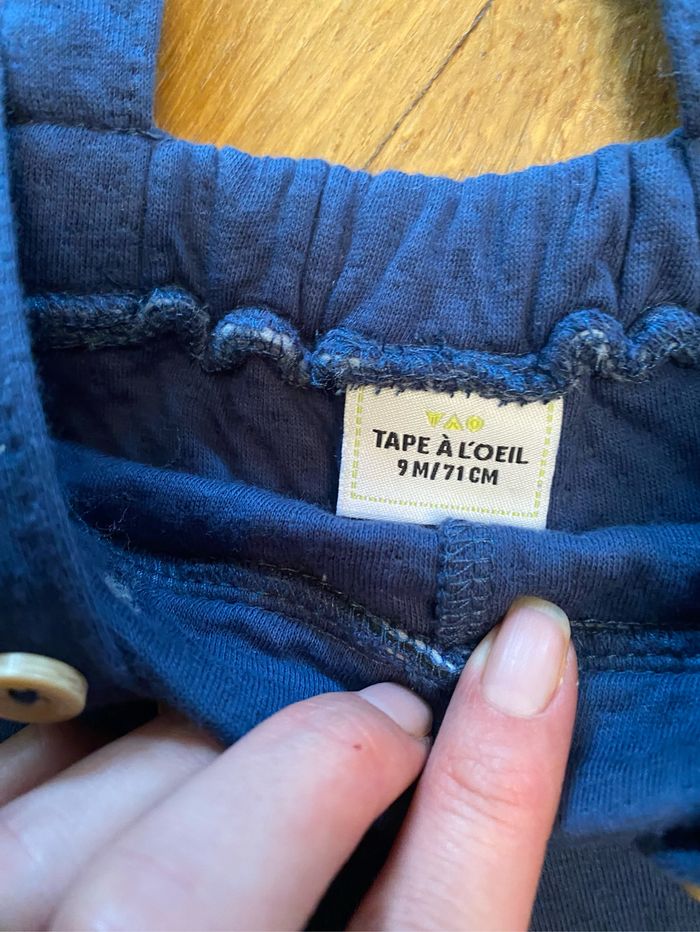 TAO
TAPE À L'OEIL
9 M/71 CM